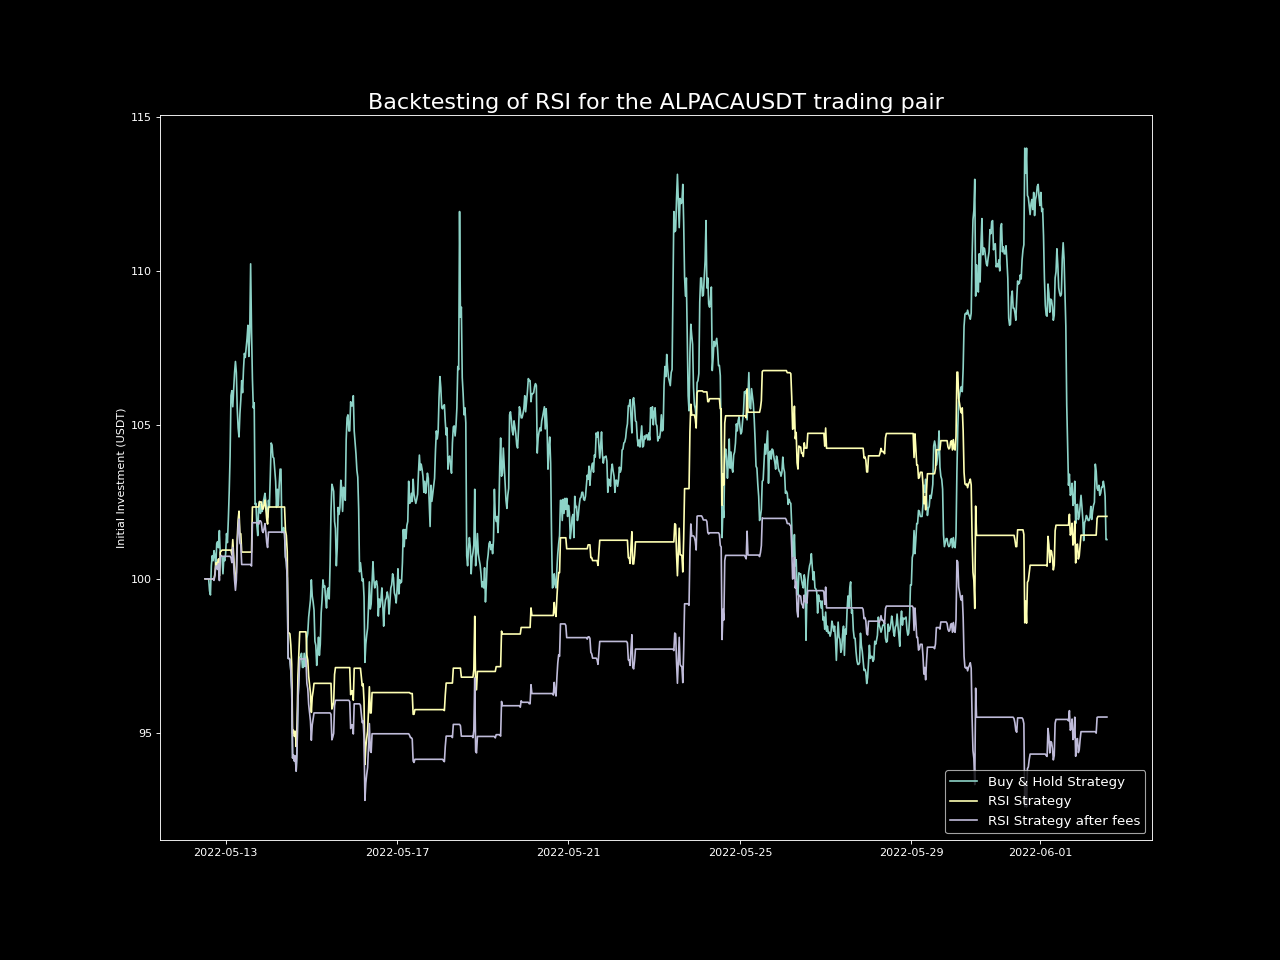 Backtesting of RSI for the ALPACAUSDT trading pair
Initial Investment (USDT)
115
110
105
100
95
2022-05-13
2022-05-17
2022-05-21
2022-05-25
2022-05-29
2022-06-01
Buy & Hold Strategy
RSI Strategy
RSI Strategy after fees